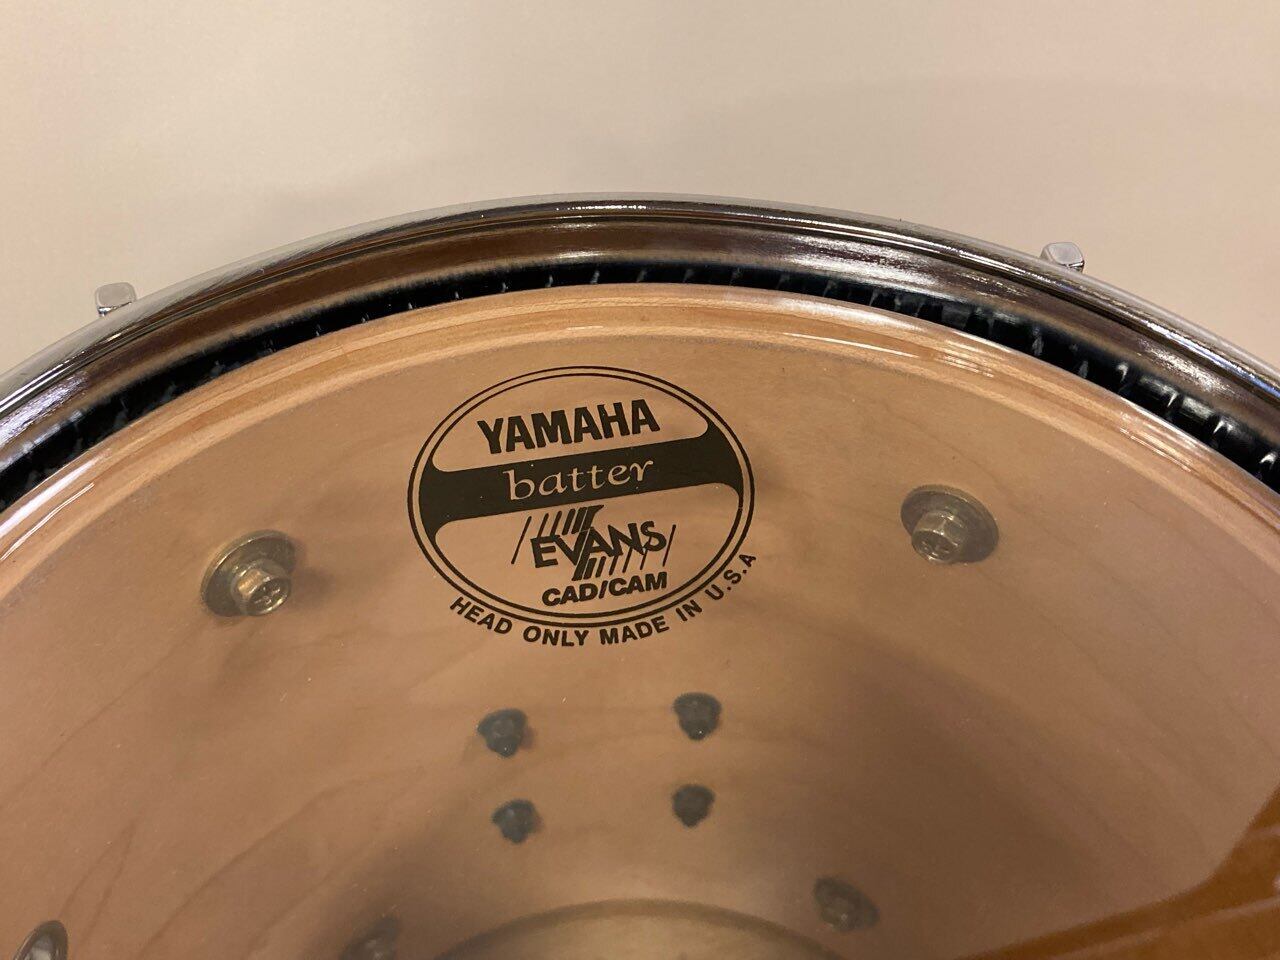 YAMAHA
batter
EVANS
CAD/CAM
HEAD ONLY MADE IN U.S.A